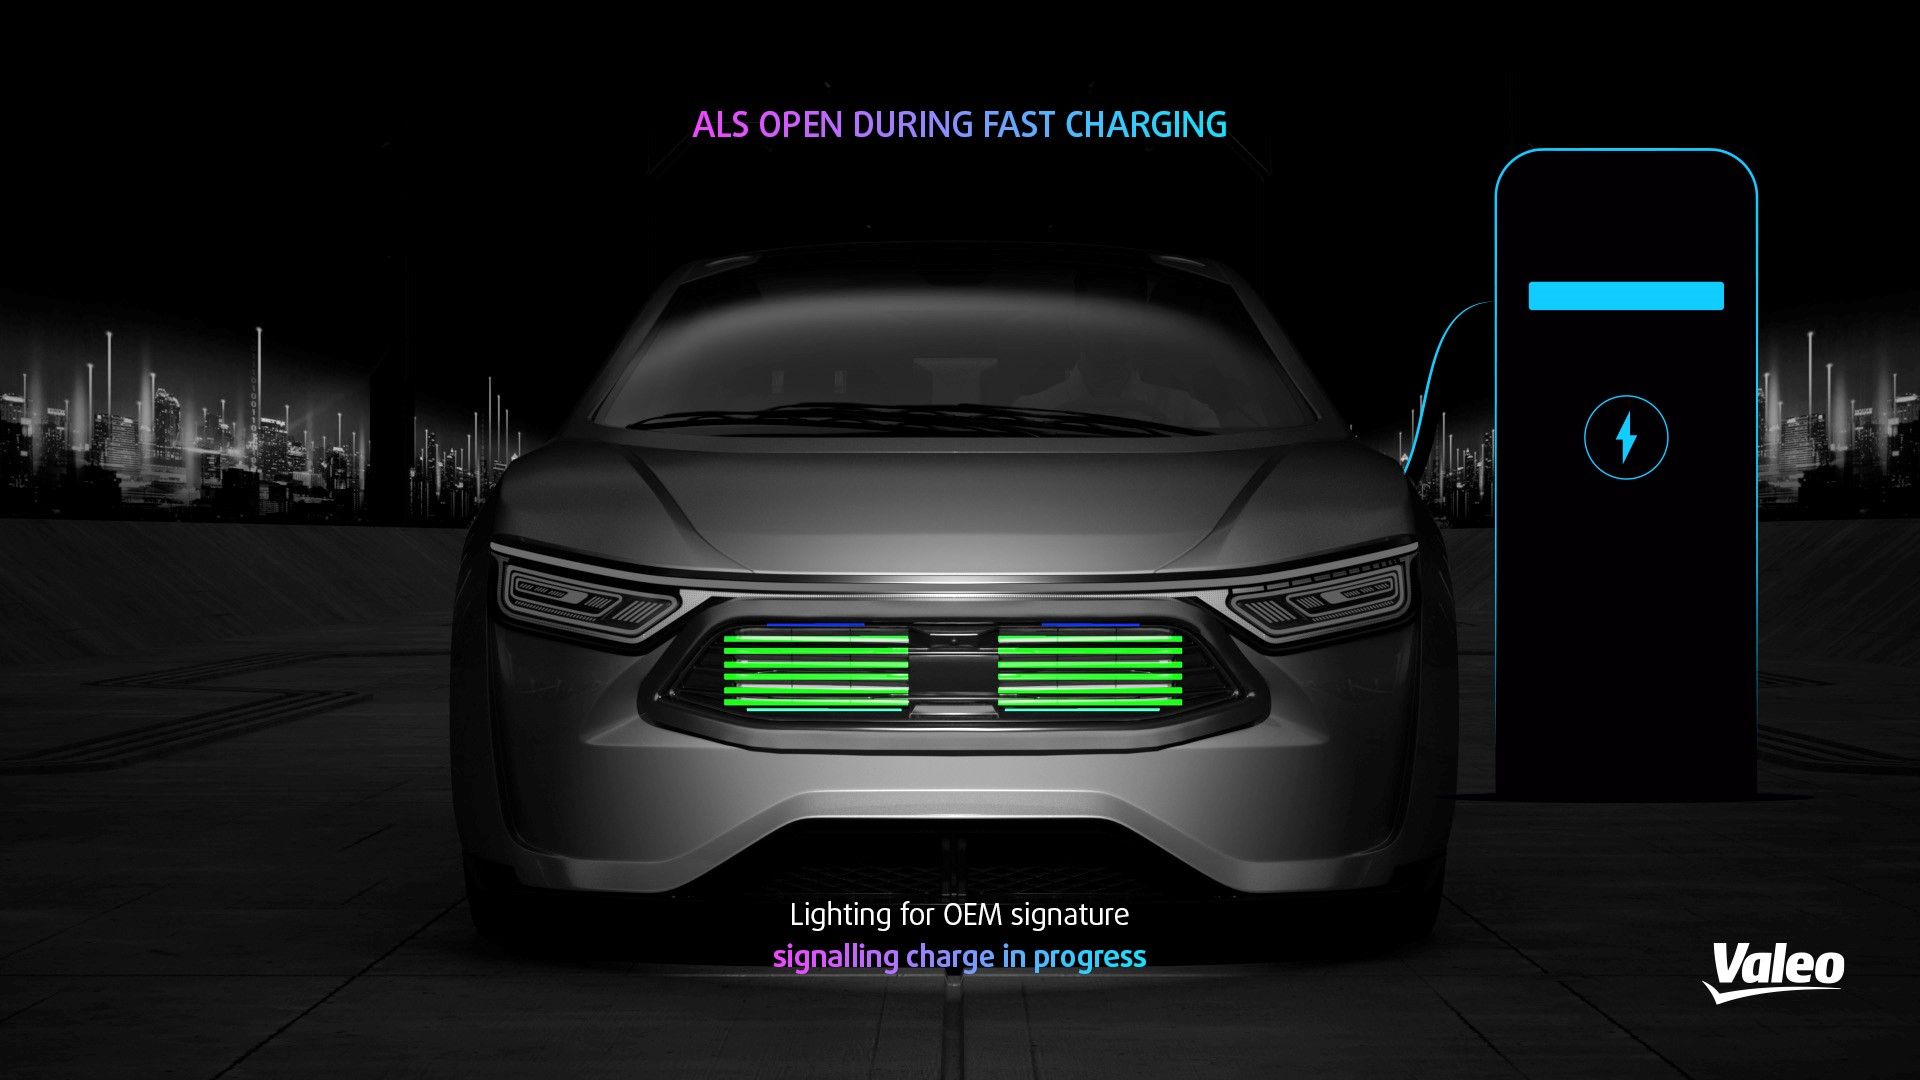 ALS OPEN DURING FAST CHARGING
Lighting for OEM signature
signalling charge in progress
Valeo